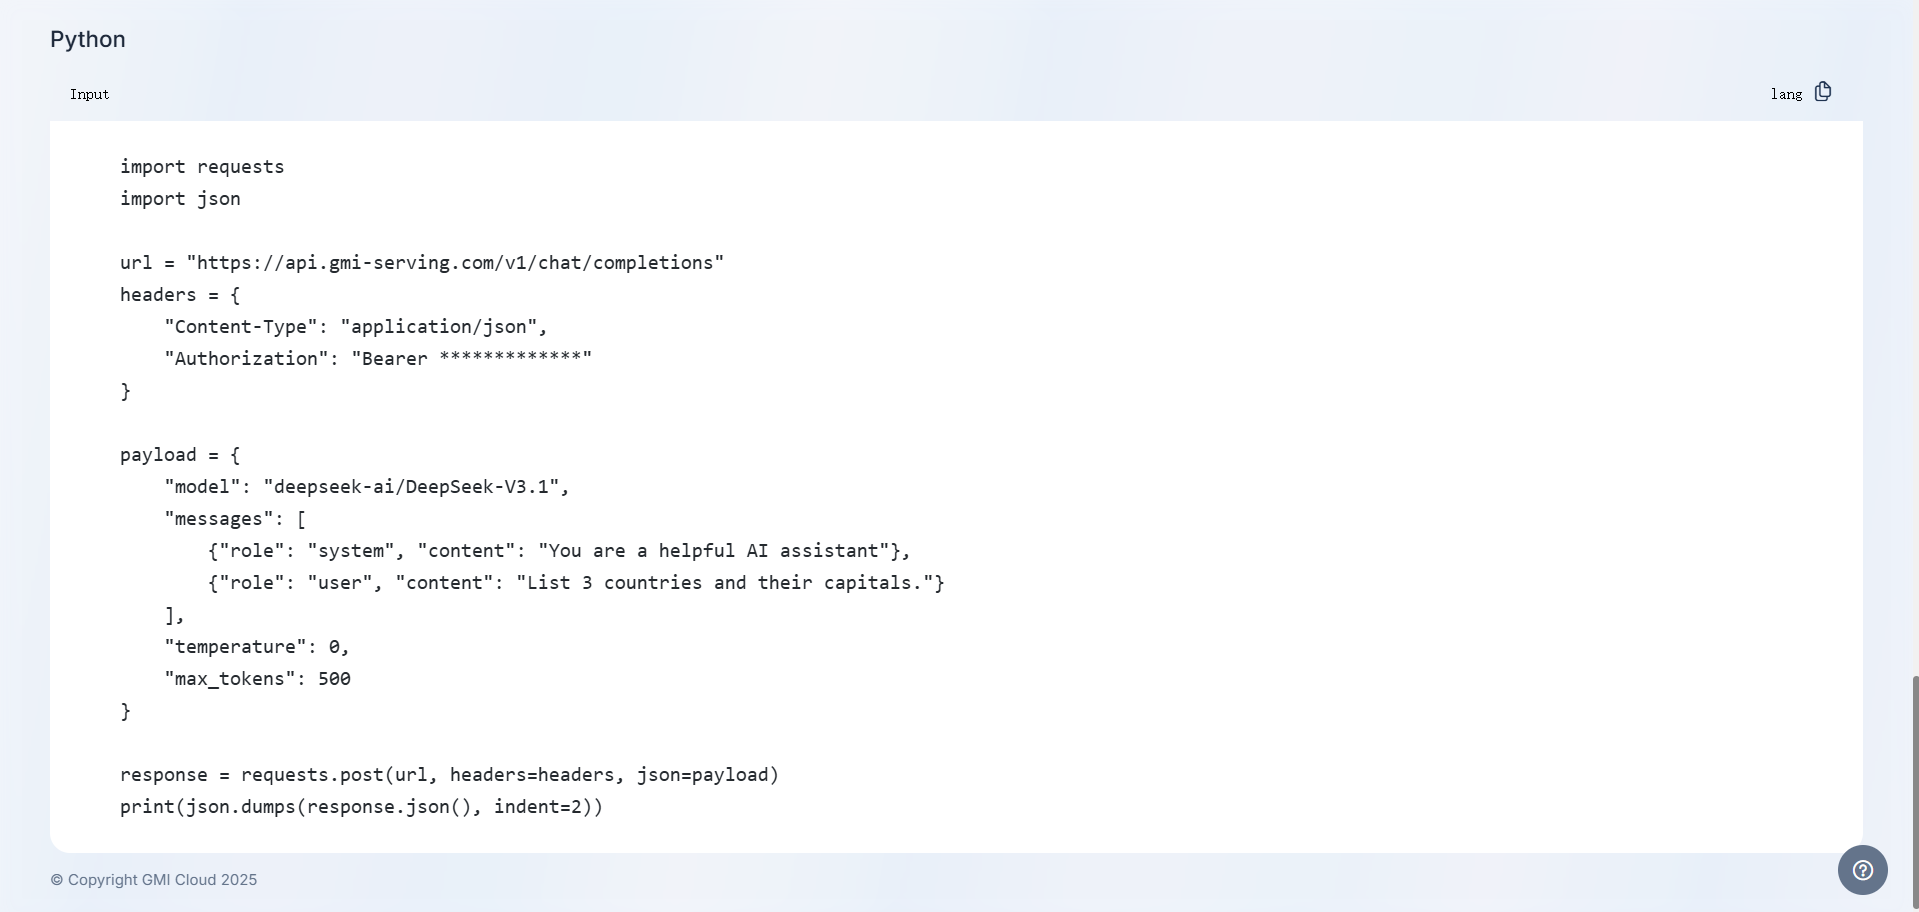 Python
Input
lang
import requests
import json
url = "https://api.gmi-serving.com/v1/chat/completions"
headers = {
    "Content-Type": "application/json",
    "Authorization": "Bearer *************"
}
payload = {
    "model": "deepseek-ai/DeepSeek-V3.1",
    "messages": [
        {"role": "system", "content": "You are a helpful AI assistant"},
        {"role": "user", "content": "List 3 countries and their capitals."}
    ],
    "temperature": 0,
    "max_tokens": 500
}
response = requests.post(url, headers=headers, json=payload)
print(json.dumps(response.json(), indent=2))
© Copyright GMI Cloud 2025